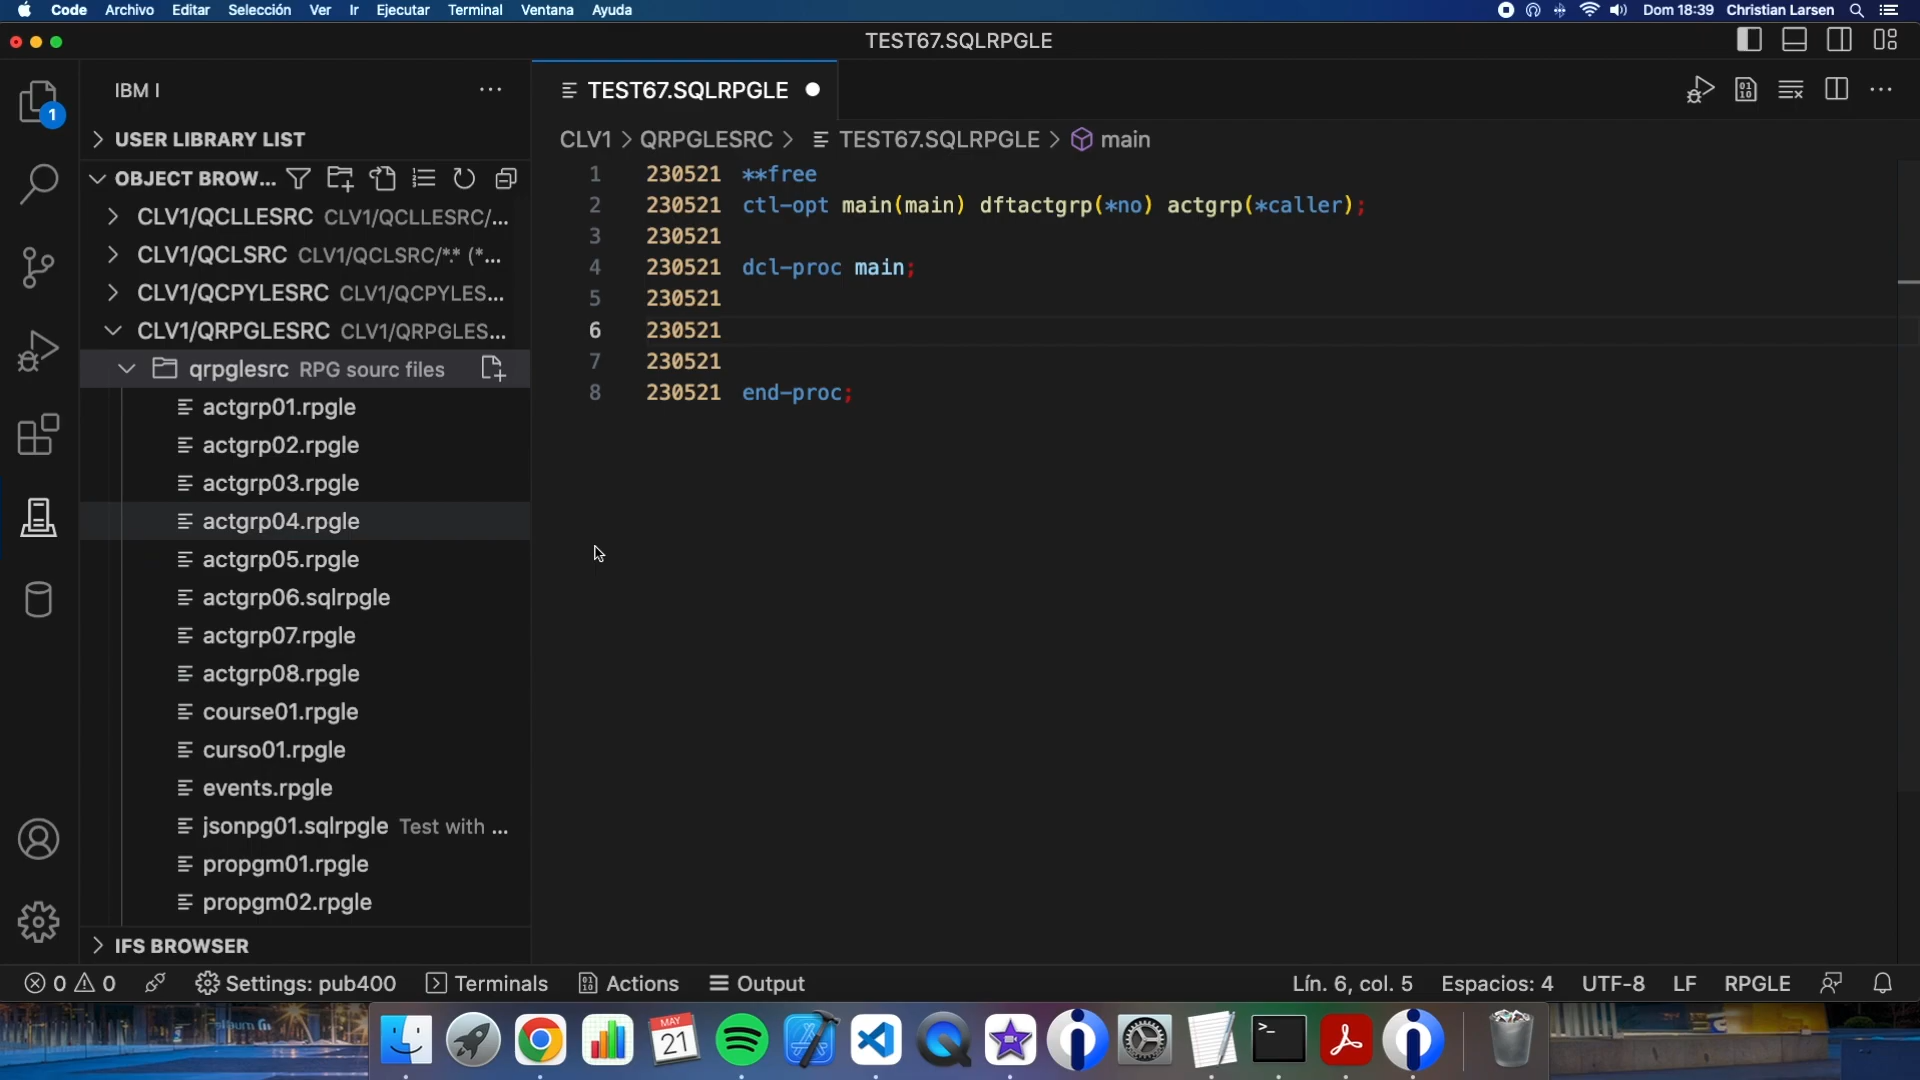 Code Archivo Editar Selección Ver Ir Ejecutar Terminal Ventana Ayuda Dom 18:39 Christian Larsen
TEST67.SQLRPGLE
1
IBM I
USER LIBRARY LIST
OBJECT BROW...
CLV1/QCLLESRC CLV1/QCLLESRC/...
CLV1/QCLSRC CLV1/QCLSRC/*.* (*...
CLV1/QCPYLESRC CLV1/QCPYLES...
CLV1/QRPGLESRC CLV1/QRPGLES...
qrpglesrc RPG sourc files
actgrp01.rpgle
actgrp02.rpgle
actgrp03.rpgle
actgrp04.rpgle
actgrp05.rpgle
actgrp06.sqlrpgle
actgrp07.rpgle
actgrp08.rpgle
course01.rpgle
curso01.rpgle
events.rpgle
jsonpg01.sqlrpgle Test with ...
propgm01.rpgle
propgm02.rpgle
IFS BROWSER
TEST67.SQLRPGLE
CLV1 > QRPGLESRC > TEST67.SQLRPGLE > main
1 230521 **free
2 230521 ctl-opt main(main) dftactgrp(*no) actgrp(*caller);
3 230521
4 230521 dcl-proc main;
5 230521
6 230521
7 230521
8 230521 end-proc;
0 0 Settings: pub400 Terminals Actions Output Lín. 6, col. 5 Espacios: 4 UTF-8 LF RPGLE
MAY
21